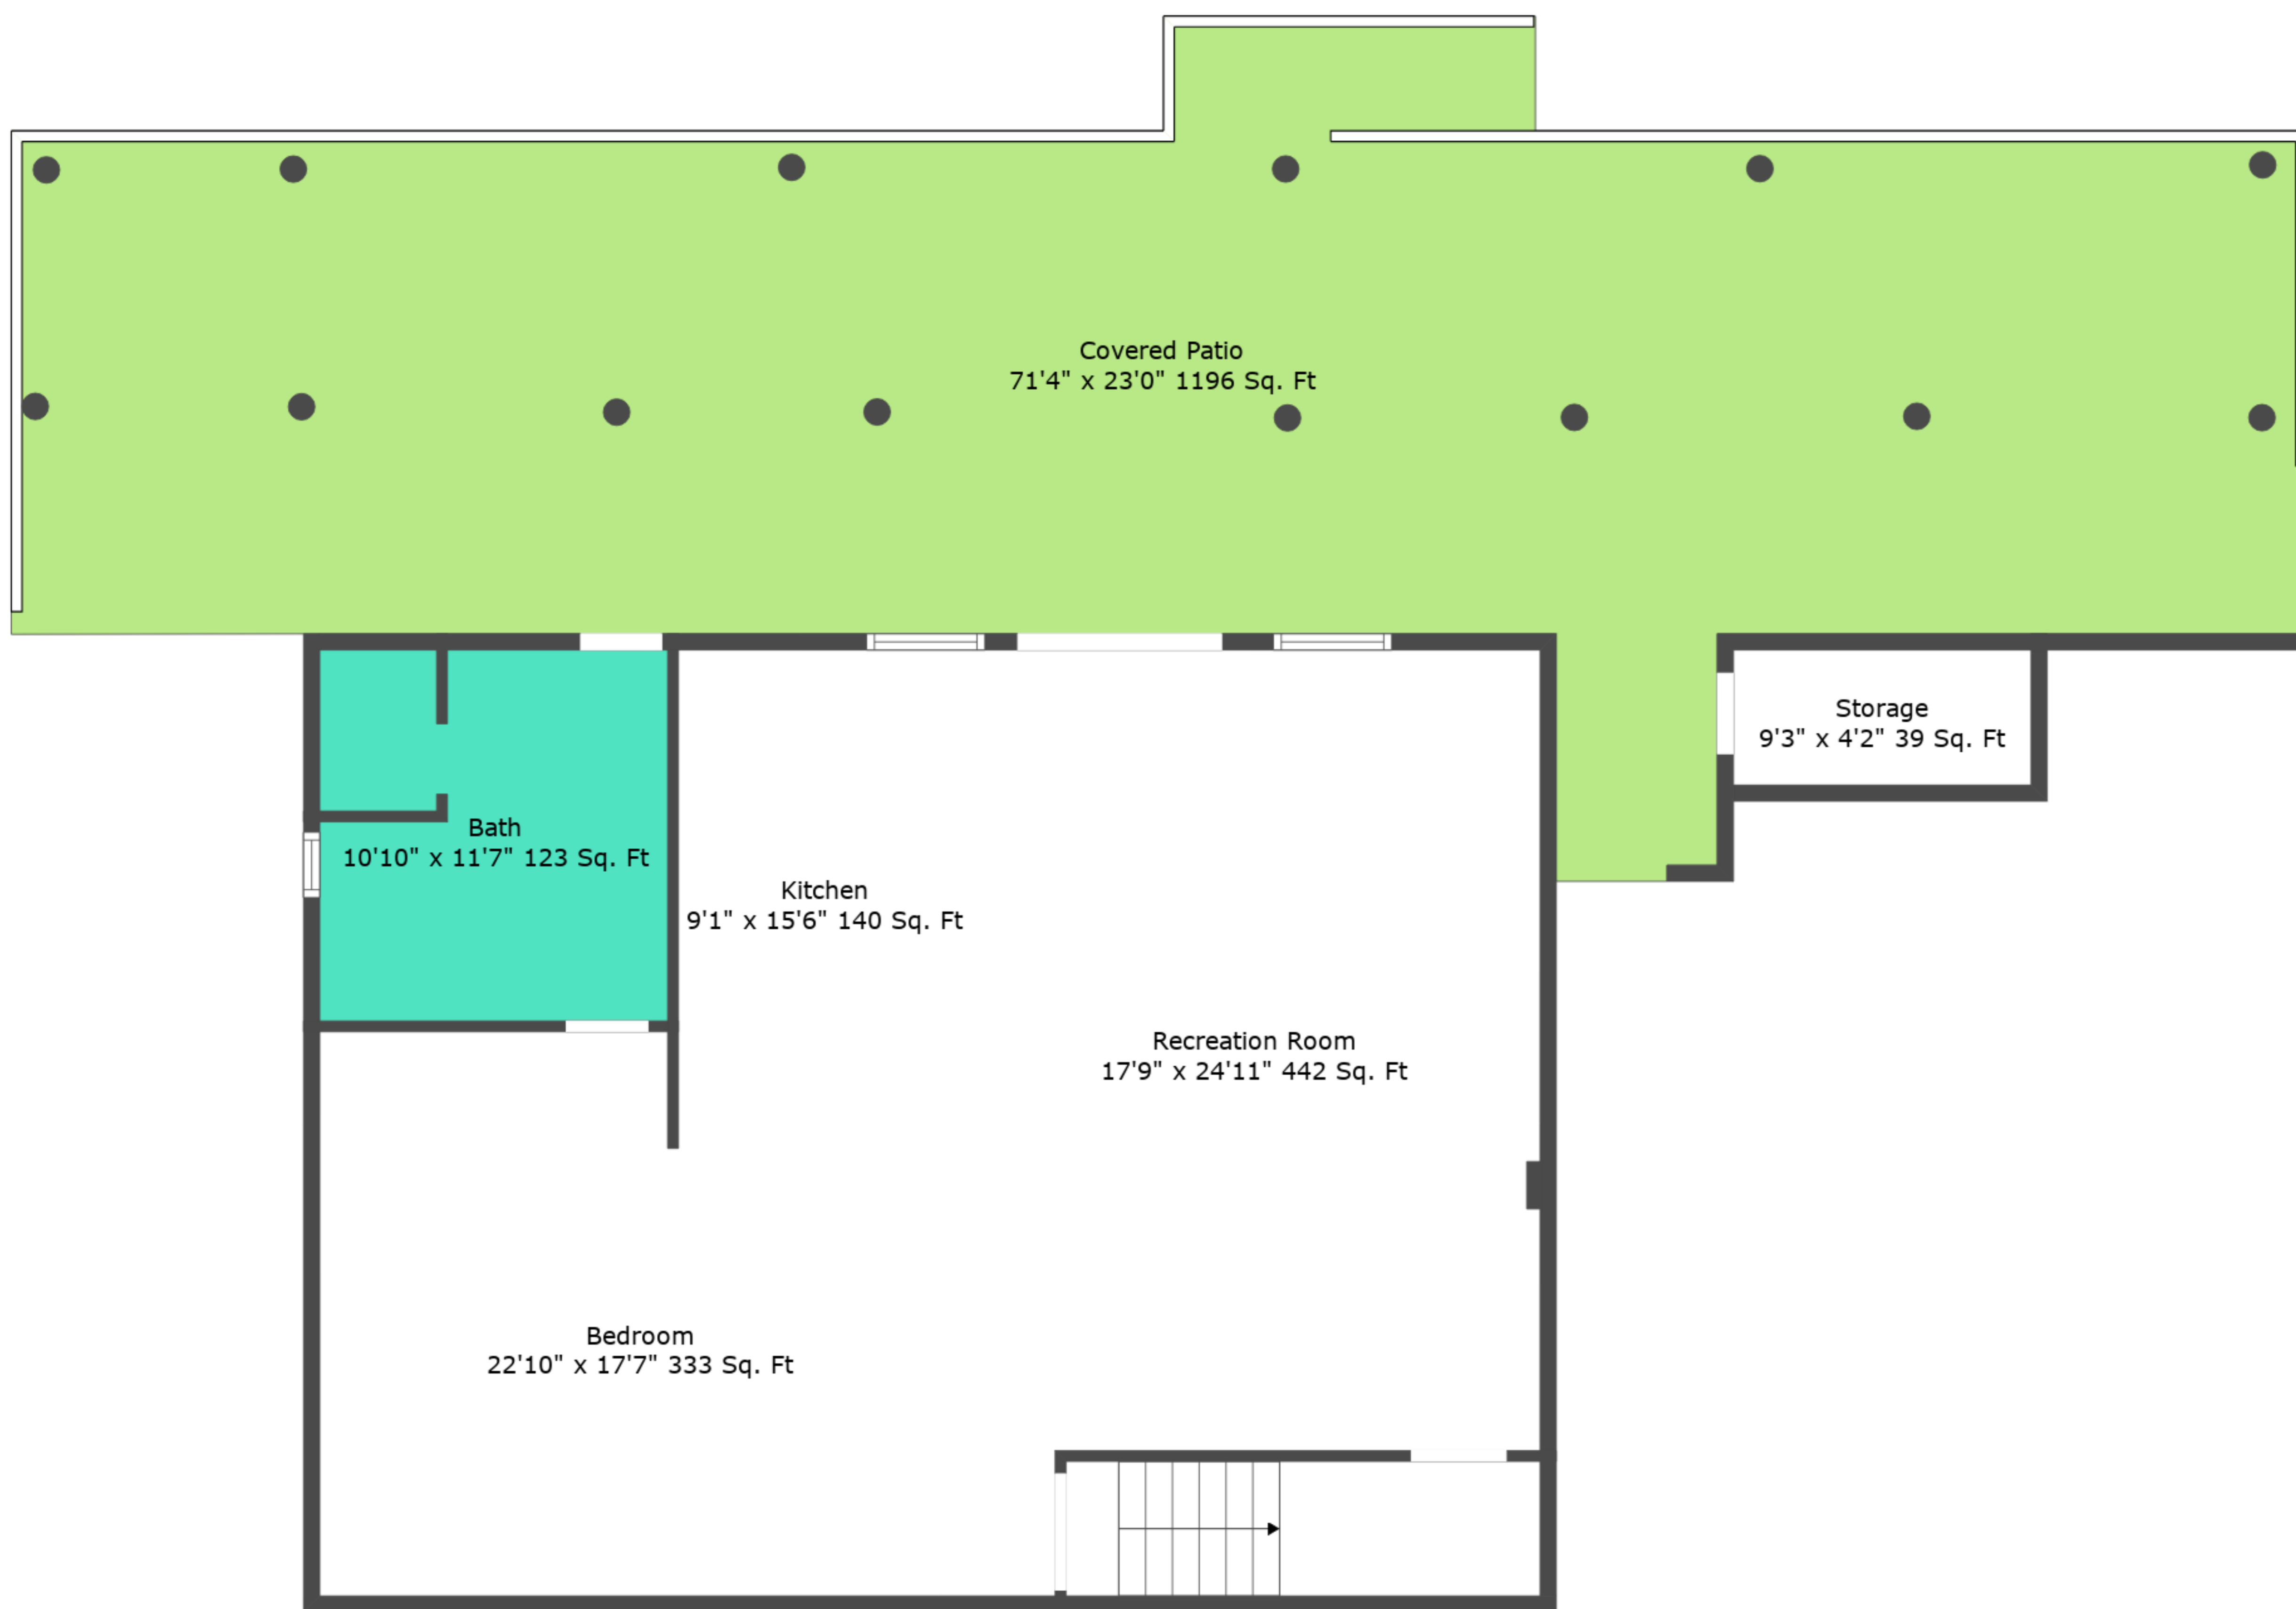 Covered Patio
71'4" x 23'0" 1196 Sq. Ft
Storage
9'3" x 4'2" 39 Sq. Ft
Bath
10'10" x 11'7" 123 Sq. Ft
Kitchen
9'1" x 15'6" 140 Sq. Ft
Recreation Room
17'9" x 24'11" 442 Sq. Ft
Bedroom
22'10" x 17'7" 333 Sq. Ft